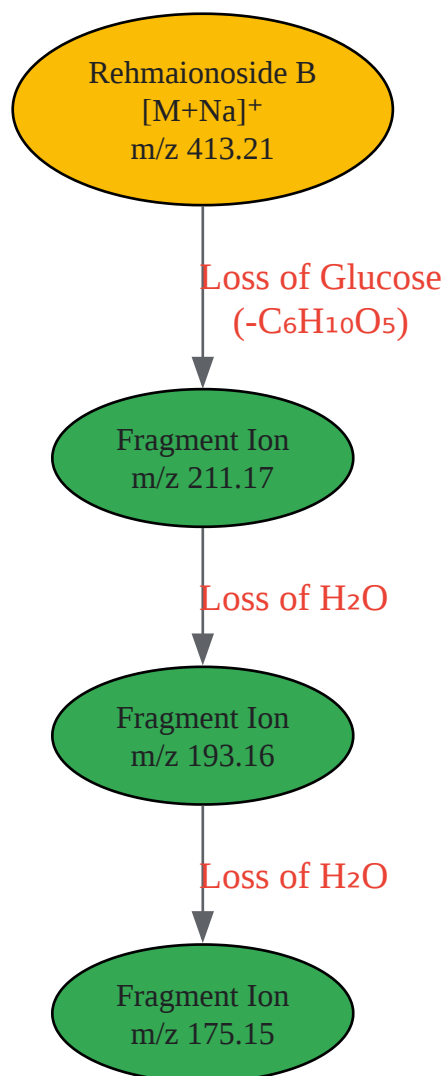 Rehmaionoside B
[M+Na]⁺
m/z 413.21
Loss of Glucose
(-C₆H₁₀O₅)
Fragment Ion
m/z 211.17
Loss of H₂O
Fragment Ion
m/z 193.16
Loss of H₂O
Fragment Ion
m/z 175.15